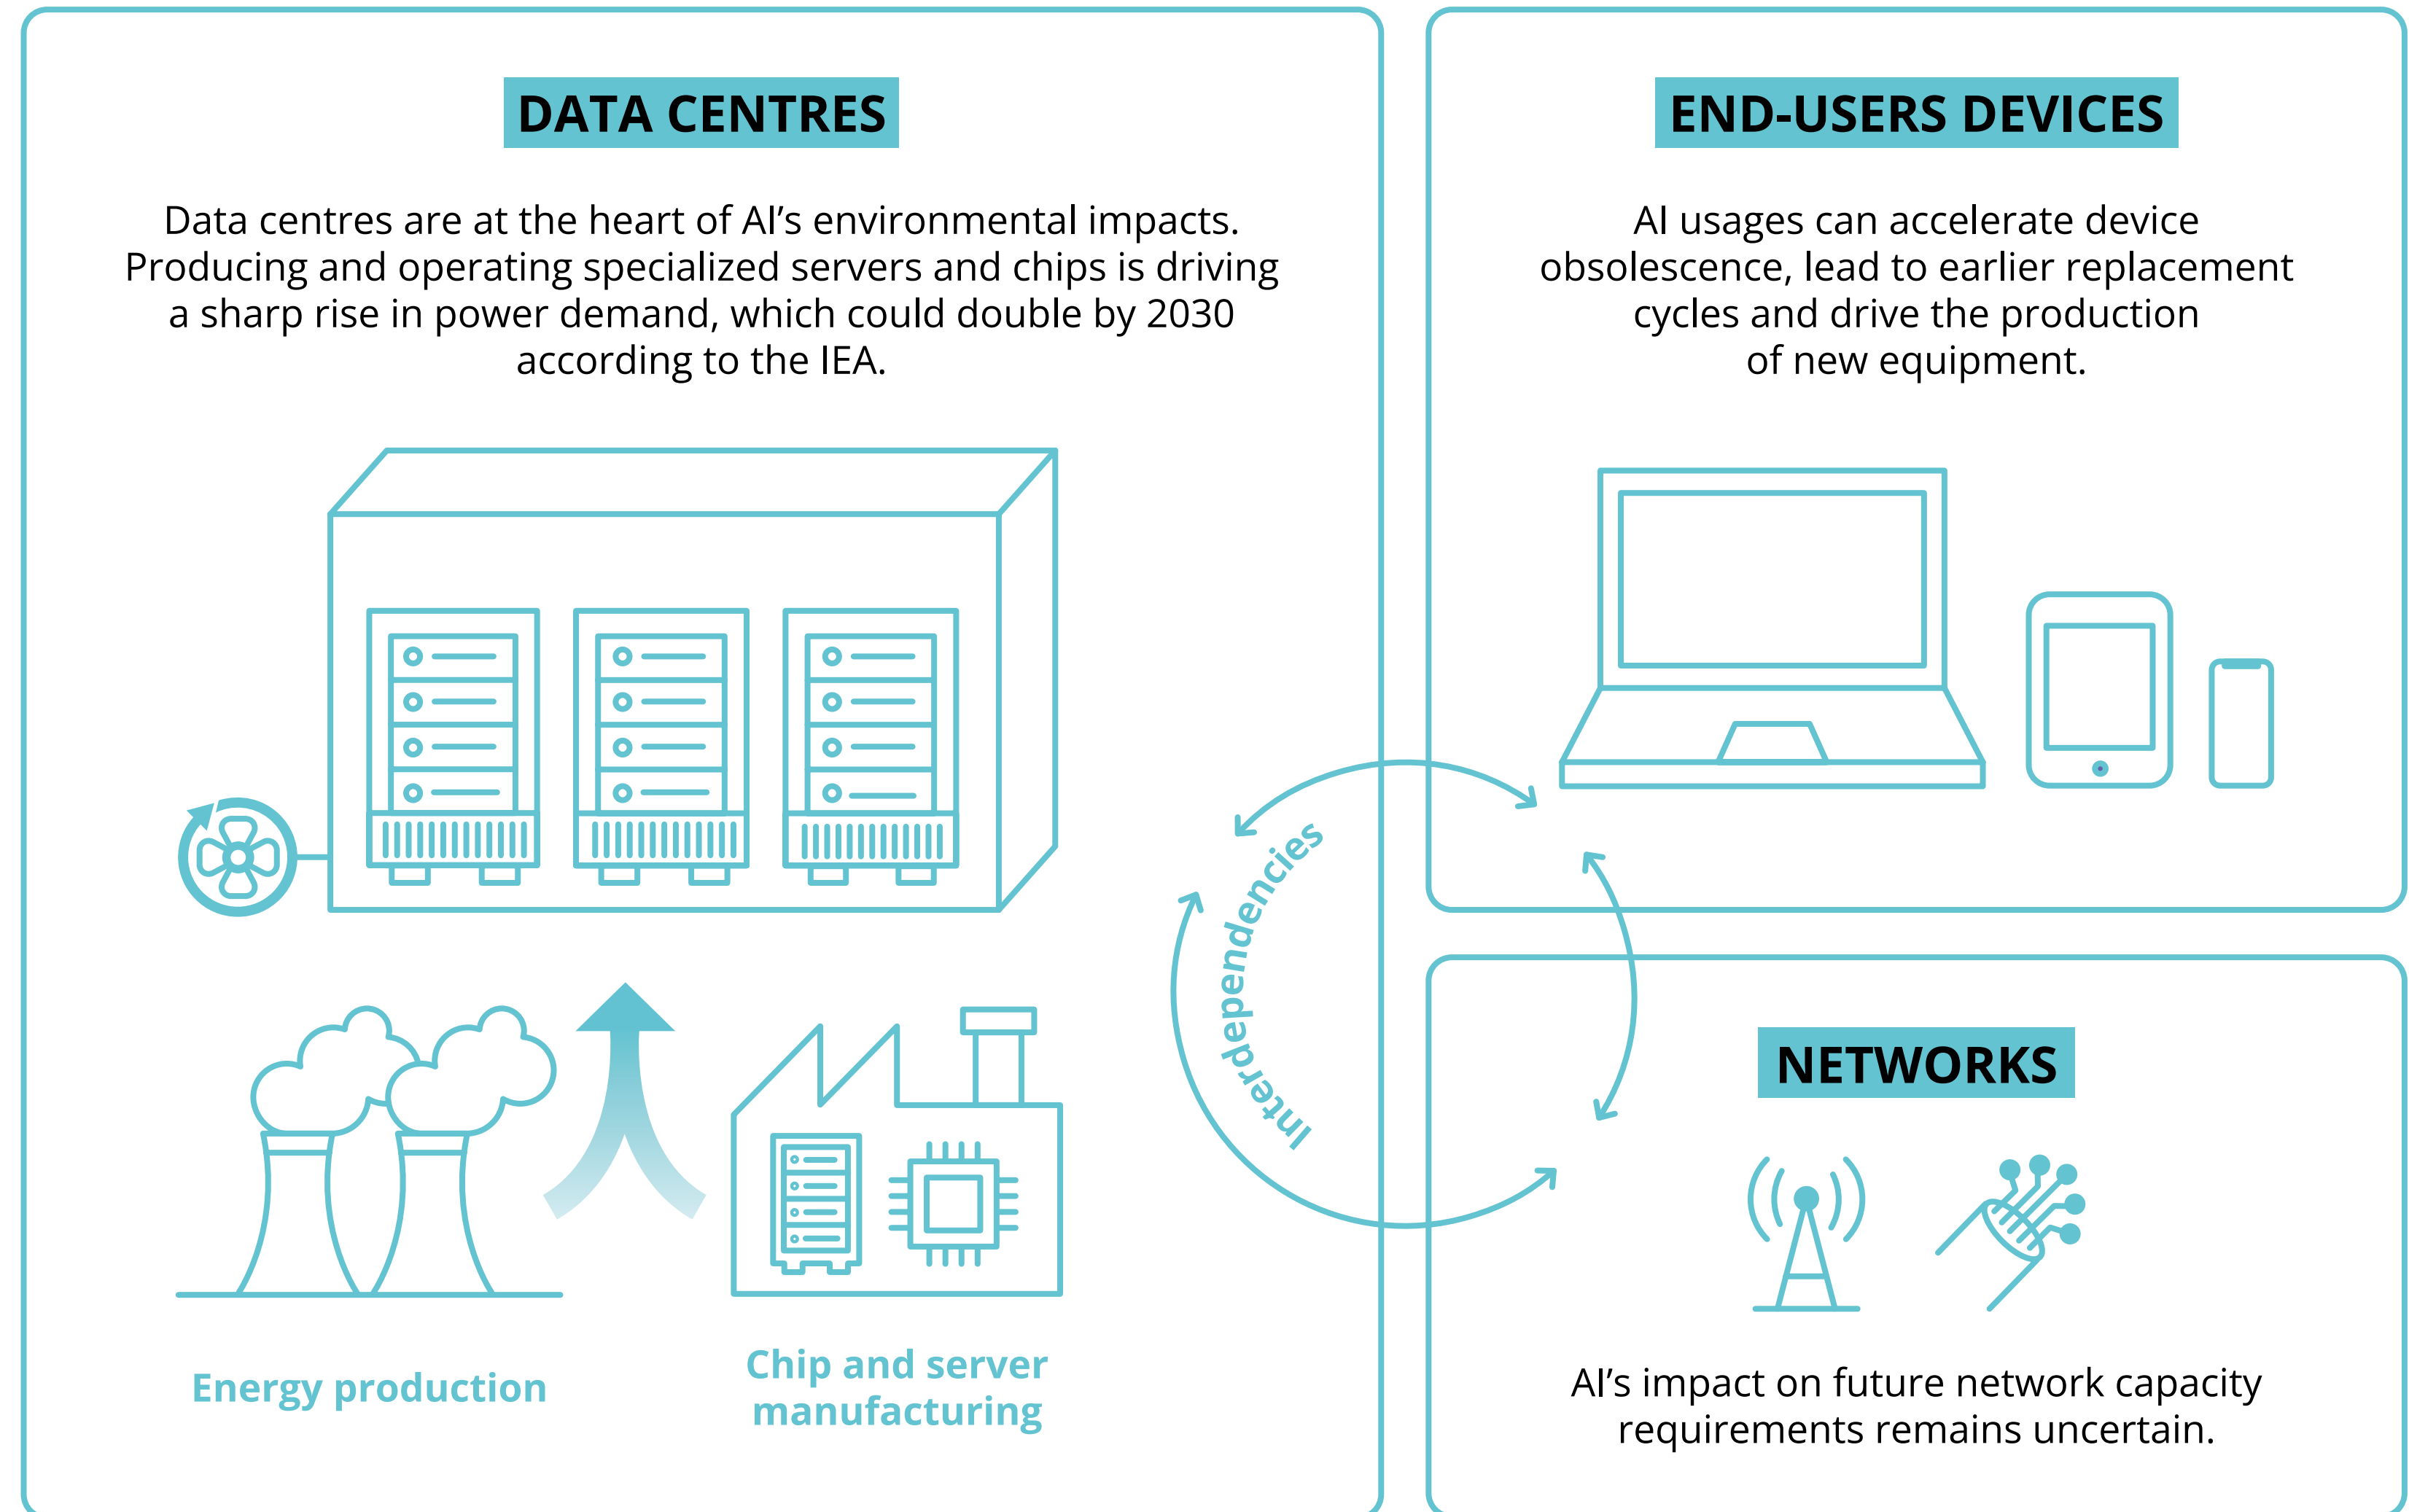 DATA CENTRES
Data centres are at the heart of AI’s environmental impacts.
Producing and operating specialized servers and chips is driving
a sharp rise in power demand, which could double by 2030
according to the IEA.
Energy production
Chip and server
manufacturing
Interdependencies
END-USERS DEVICES
AI usages can accelerate device
obsolescence, lead to earlier replacement
cycles and drive the production
of new equipment.
NETWORKS
AI’s impact on future network capacity
requirements remains uncertain.